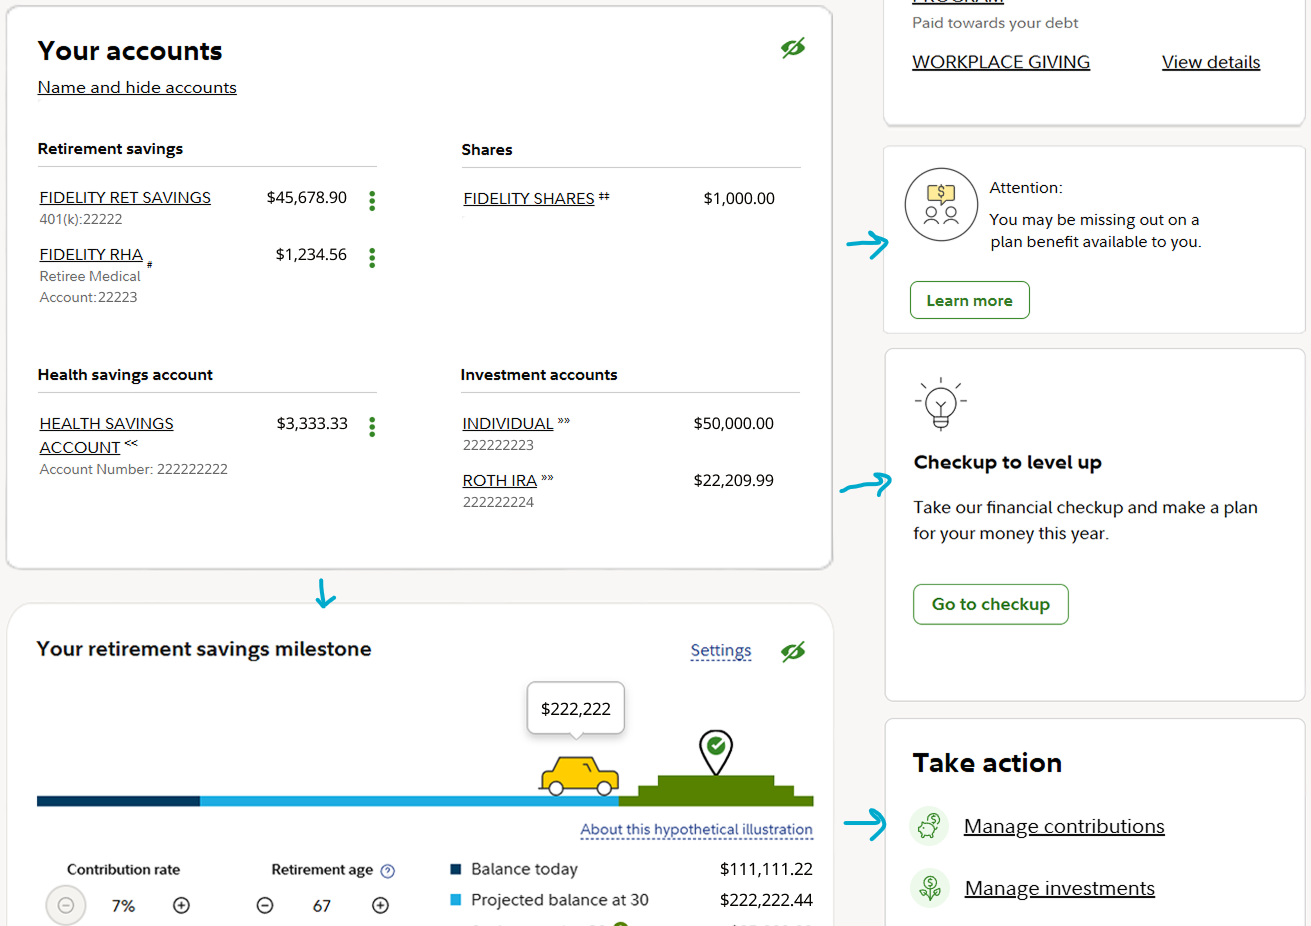 Your accounts
Name and hide accounts
Retirement savings
FIDELITY RET SAVINGS $45,678.90
401(k):22222
FIDELITY RHA # $1,234.56
Retiree Medical
Account:22223
Shares
FIDELITY SHARES ‡‡ $1,000.00
Health savings account
HEALTH SAVINGS $3,333.33
ACCOUNT <<
Account Number: 222222222
Investment accounts
INDIVIDUAL »» $50,000.00
222222223
ROTH IRA »» $22,209.99
222222224
Your retirement savings milestone
Settings
$222,222
About this hypothetical illustration
Contribution rate
7%
Retirement age ?
67
Balance today $111,111.22
Projected balance at 30 $222,222.44
PROGRAM
Paid towards your debt
WORKPLACE GIVING View details
$
Attention:
You may be missing out on a
plan benefit available to you.
Learn more
Checkup to level up
Take our financial checkup and make a plan
for your money this year.
Go to checkup
Take action
Manage contributions
Manage investments